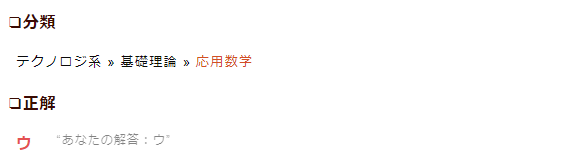 ❏分類
テクノロジ系 » 基礎理論 » 応用数学
❏正解
ウ “あなたの解答：ウ”